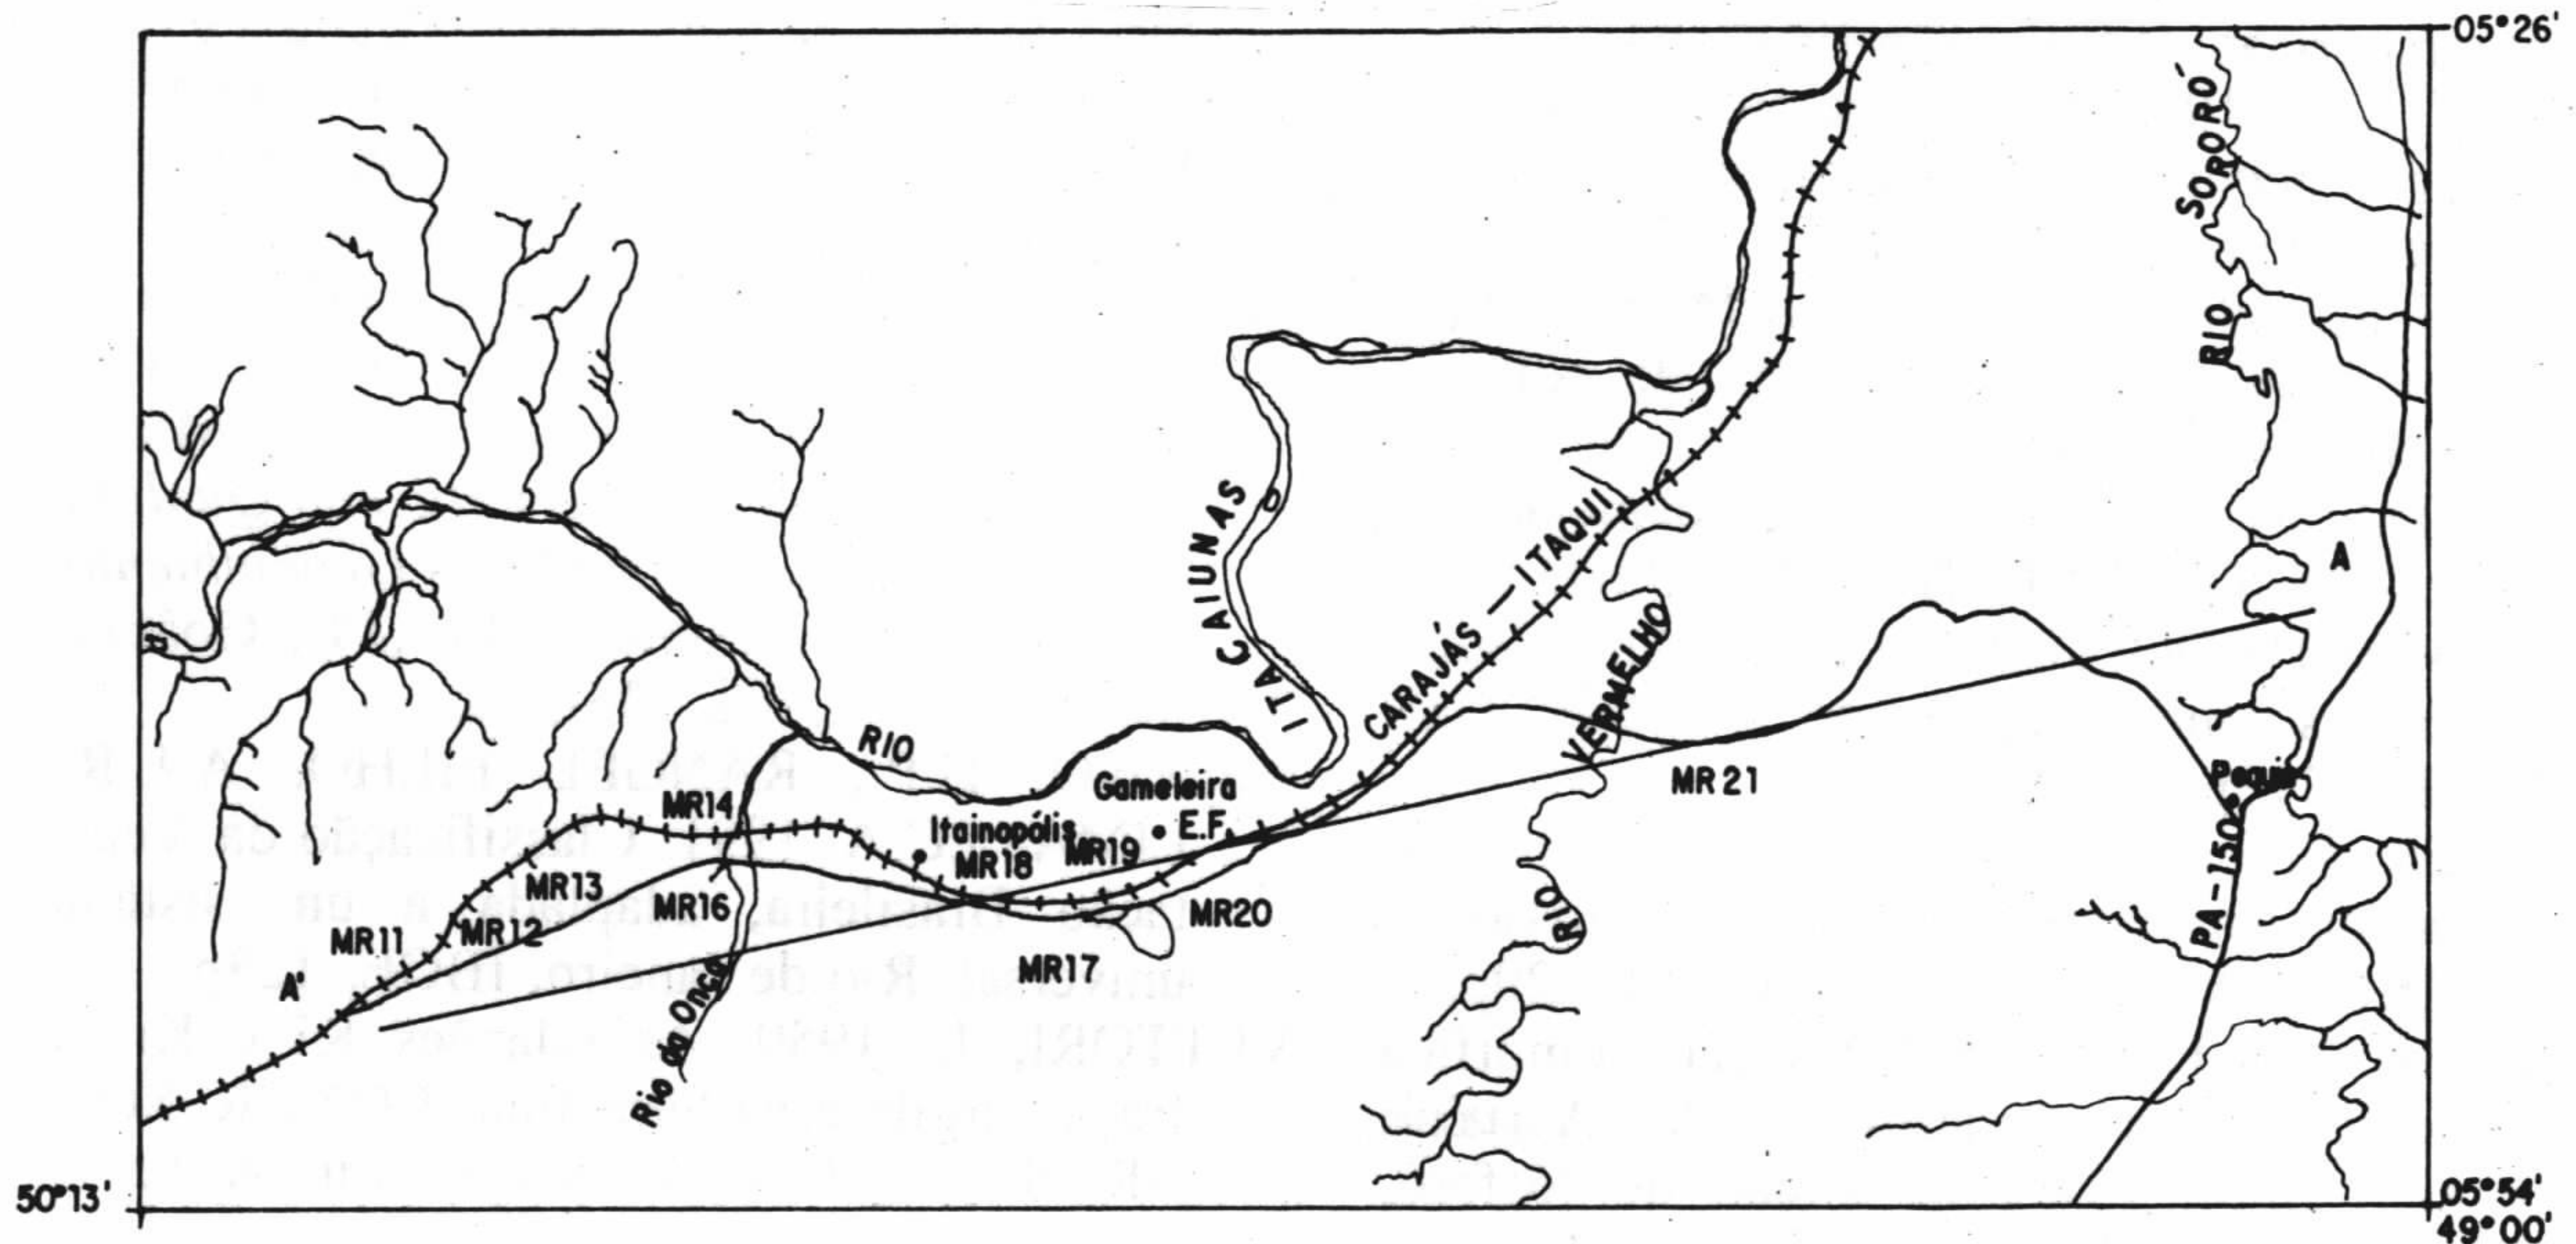 05°26'
RIO SORORÓ
ITACAIUNAS
CARAJÁS — ITAQUI
A
RIO VERMELHO
RIO
Gameleira
MR14
Itainopólis
E.F.
MR 21
MR18
MR19
MR13
MR16
MR20
MR11
MR12
MR17
A'
Rio da Onça
PA-150
50°13'
05°54'
49°00'